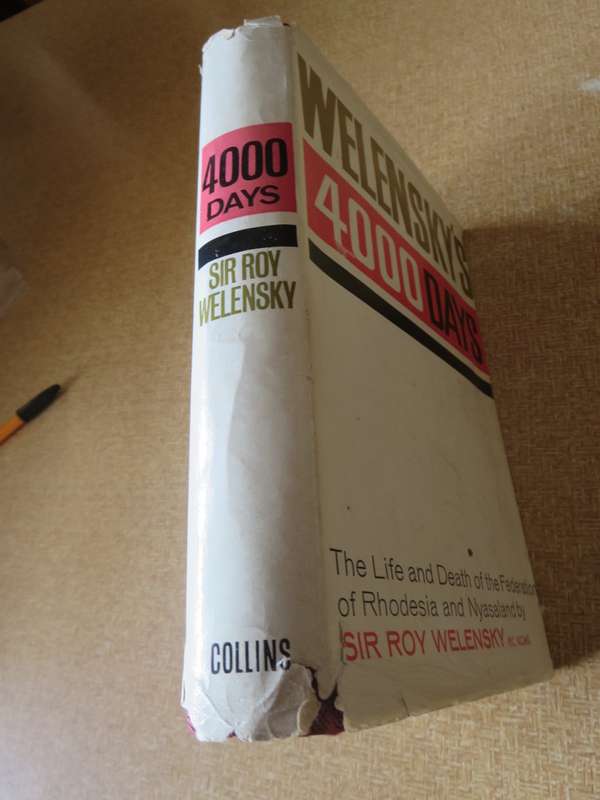 4000
DAYS
SIR ROY
WELENSKY
COLLINS
WELENSKY'S
4000 DAYS
The Life and Death of the Federation
of Rhodesia and Nyasaland by
SIR ROY WELENSKY